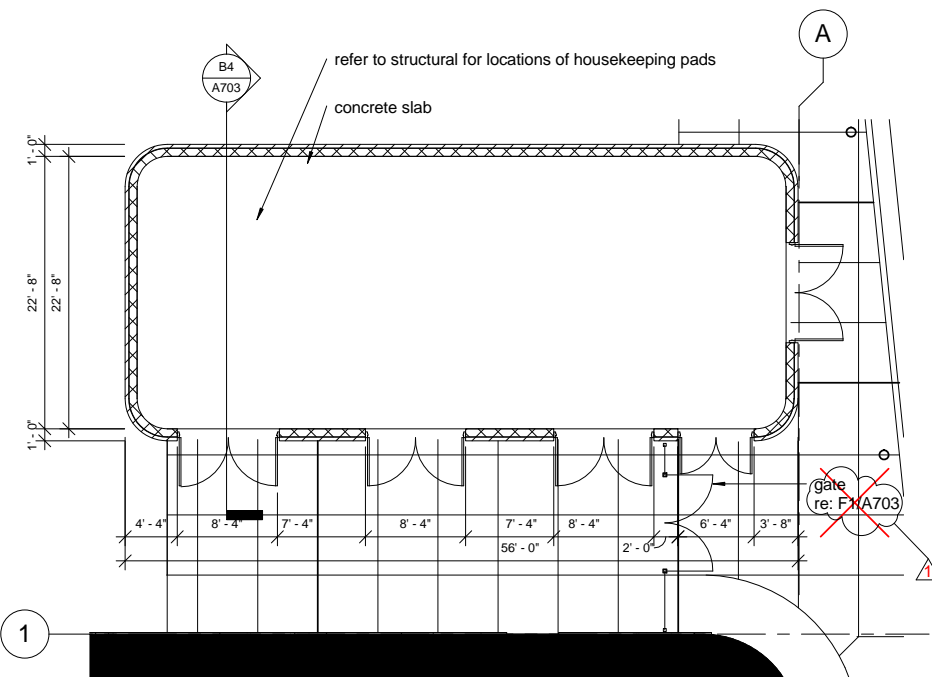 A
B4
A703
refer to structural for locations of housekeeping pads
concrete slab
1' - 0"
22' - 8"
22' - 8"
1' - 0"
gate
re: F1/A703
4' - 4"
8' - 4"
7' - 4"
8' - 4"
7' - 4"
8' - 4"
6' - 4"
3' - 8"
56' - 0"
2' - 0"
1
1